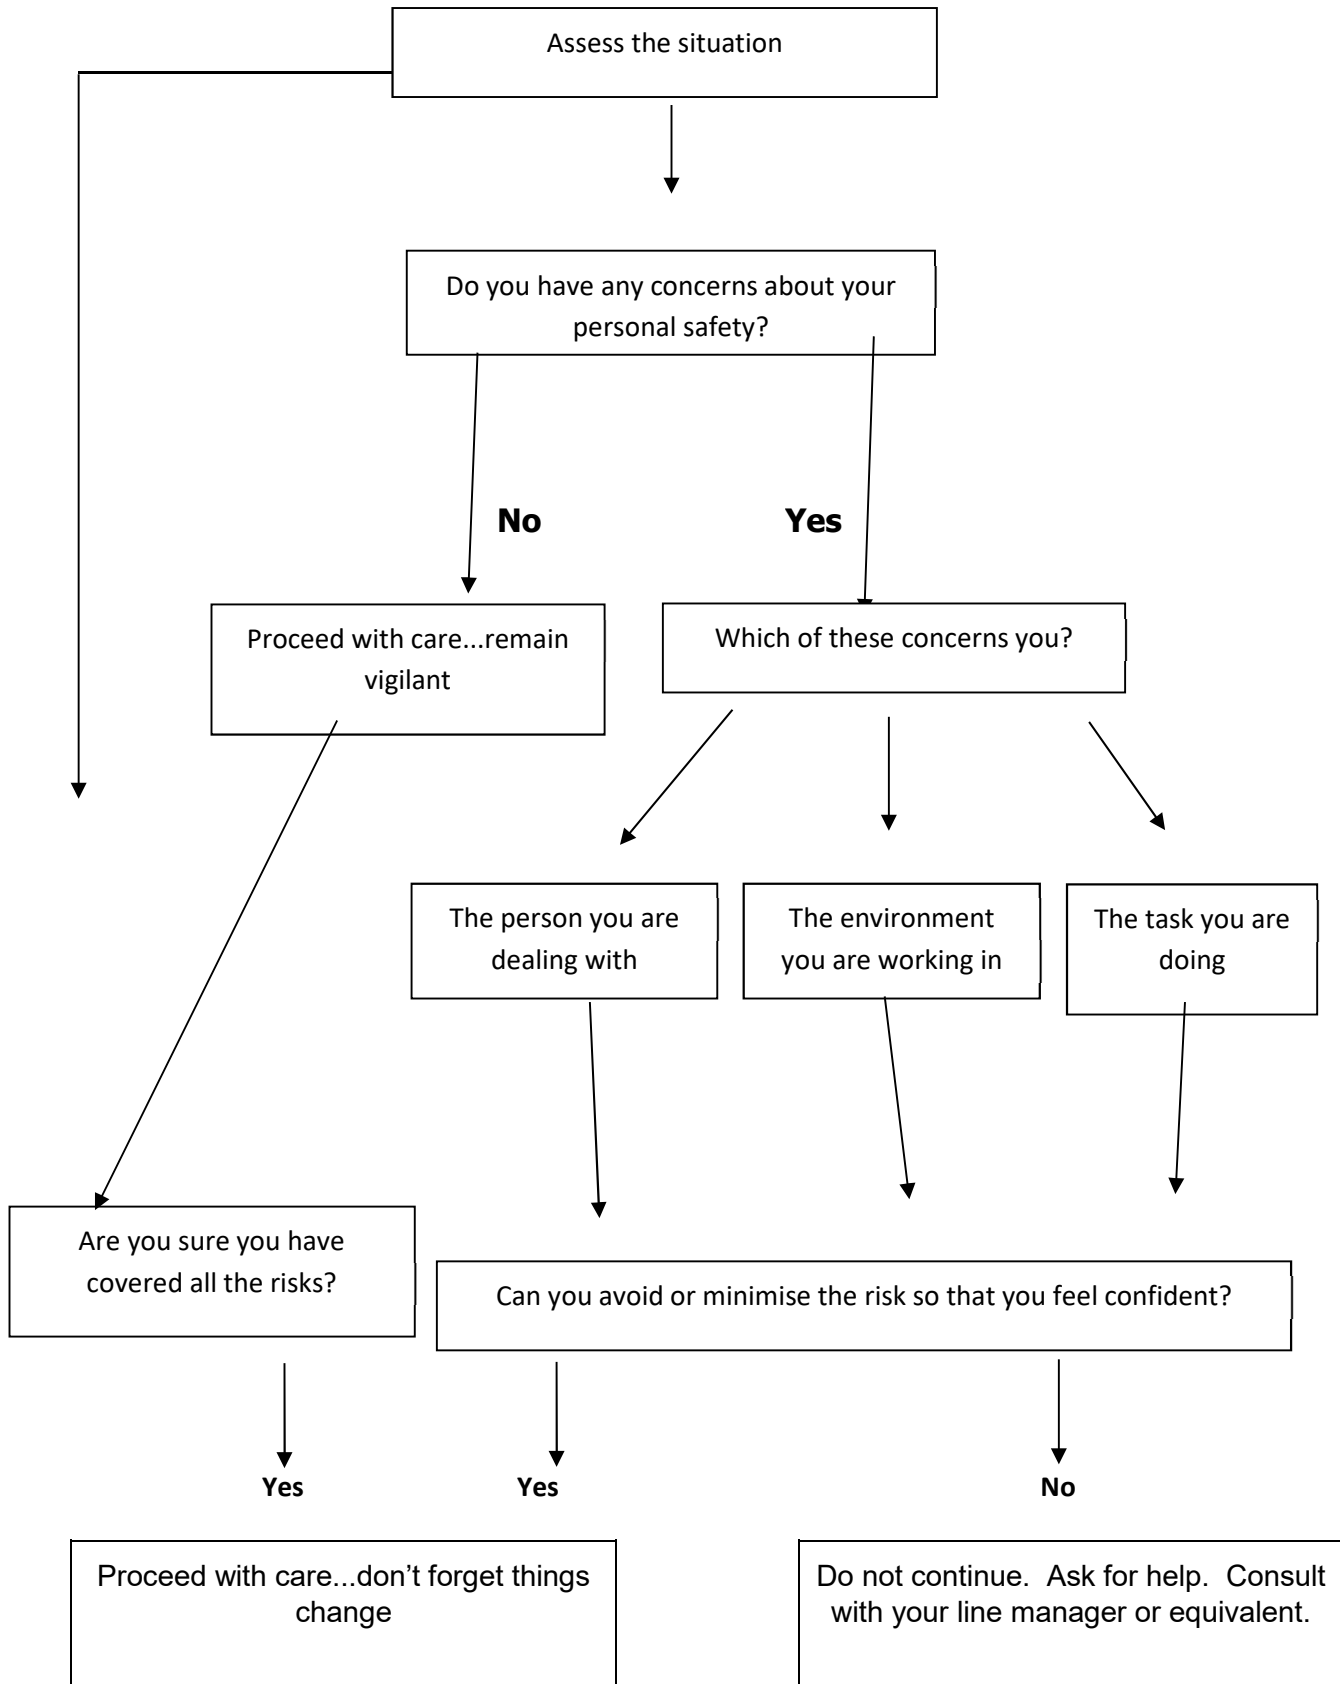 Assess the situation
Do you have any concerns about your
personal safety?
No
Yes
Proceed with care...remain
vigilant
Which of these concerns you?
The person you are
dealing with
The environment
you are working in
The task you are
doing
Are you sure you have
covered all the risks?
Can you avoid or minimise the risk so that you feel confident?
Yes
Yes
No
Proceed with care...don’t forget things
change
Do not continue.  Ask for help.  Consult
with your line manager or equivalent.